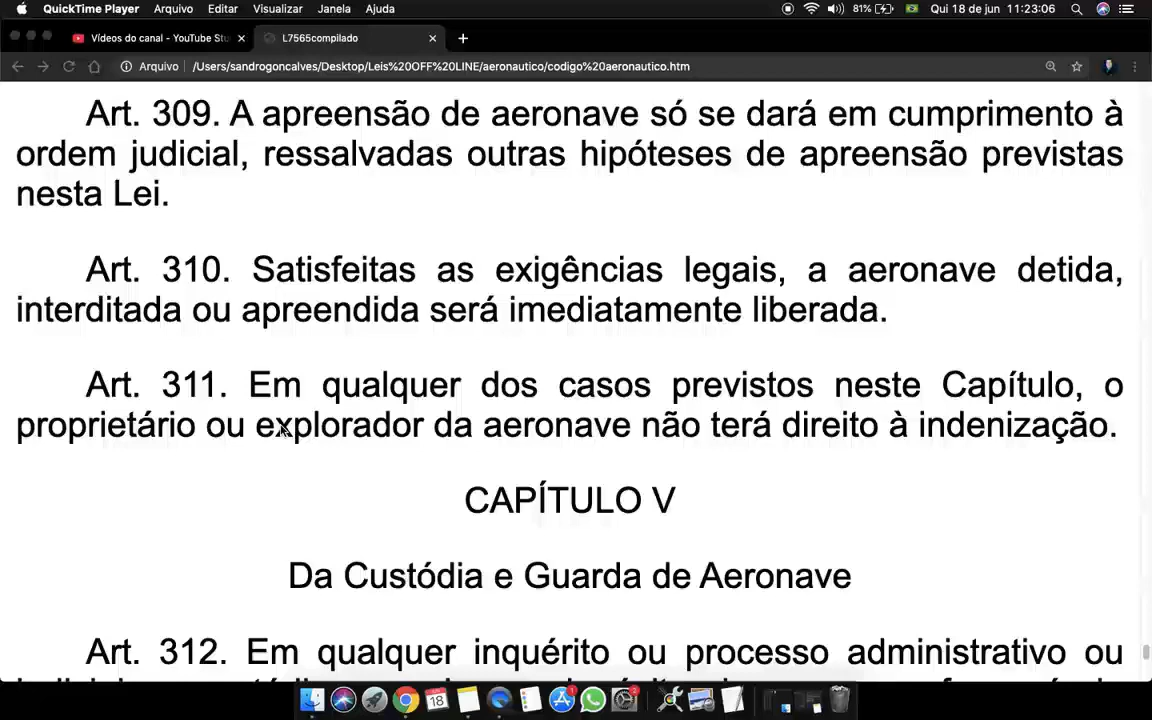 QuickTime Player Arquivo Editar Visualizar Janela Ajuda 81% Qui 18 de jun 11:23:06
Vídeos do canal - YouTube Stu L7565compilado
Arquivo /Users/sandrogoncalves/Desktop/Leis%20OFF%20LINE/aeronautico/codigo%20aeronautico.htm
Art. 309. A apreensão de aeronave só se dará em cumprimento à
ordem judicial, ressalvadas outras hipóteses de apreensão previstas
nesta Lei.
Art. 310. Satisfeitas as exigências legais, a aeronave detida,
interditada ou apreendida será imediatamente liberada.
Art. 311. Em qualquer dos casos previstos neste Capítulo, o
proprietário ou explorador da aeronave não terá direito à indenização.
CAPÍTULO V
Da Custódia e Guarda de Aeronave
Art. 312. Em qualquer inquérito ou processo administrativo ou